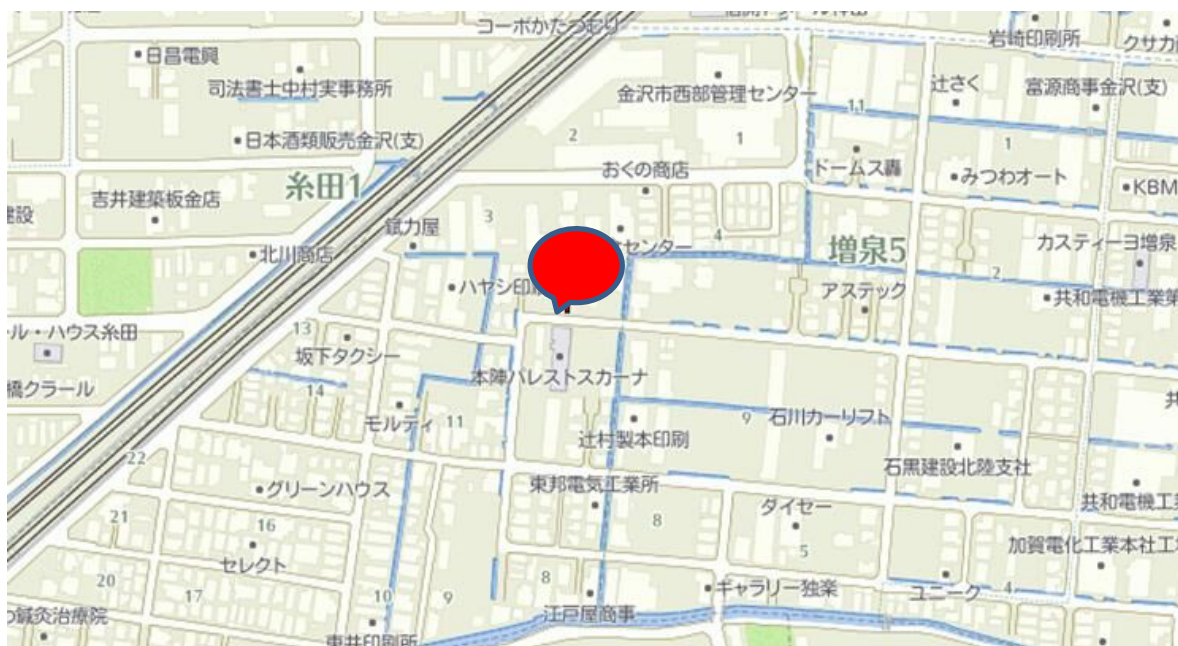 コーポかたつむり
岩崎印刷所
クサカ
日昌電興
司法書士中村実事務所
金沢市西部管理センター
辻さく
富源商事金沢(支)
11
日本酒類販売金沢(支)
2
1
1
おくの商店
ドームス轟
みつわオート
KBM
糸田1
吉井建築板金店
建設
3
鍼力屋
4
センター
増泉5
カスティーヨ増泉
北川商店
2
ハヤシ印刷
アステック
共和電機工業第
ール・ハウス糸田
13
坂下タクシー
本陣パレストスカーナ
橋クラール
14
モルティ
11
辻村製本印刷
9
石川カーリフト
共
22
石黒建設北陸支社
グリーンハウス
東邦電気工業所
ダイセー
共和電機工
21
16
8
5
加賀電化工業本社工
セレクト
20
17
10
9
8
ギャラリー独楽
ユニーク
4
鍼灸治療院
江戸屋商事
東井印刷所